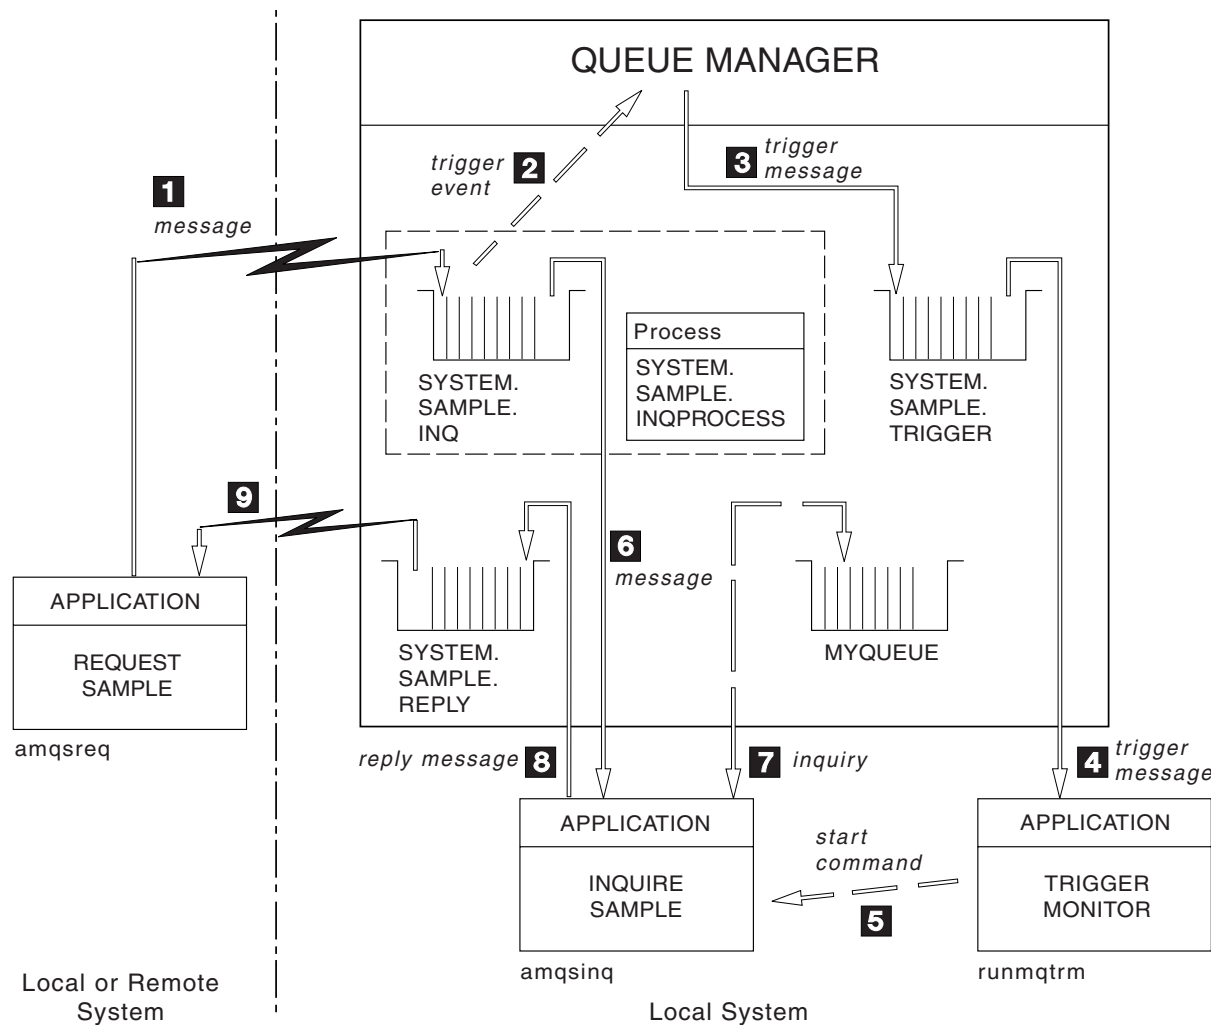 QUEUE MANAGER
1
message
trigger
event
2
3
trigger
message
SYSTEM.
SAMPLE.
INQ
Process
SYSTEM.
SAMPLE.
INQPROCESS
SYSTEM.
SAMPLE.
TRIGGER
9
6
message
APPLICATION
REQUEST
SAMPLE
amqsreq
SYSTEM.
SAMPLE.
REPLY
MYQUEUE
reply message
8
7
inquiry
4
trigger
message
APPLICATION
INQUIRE
SAMPLE
amqsinq
start
command
5
APPLICATION
TRIGGER
MONITOR
runmqtrm
Local or Remote
System
Local System